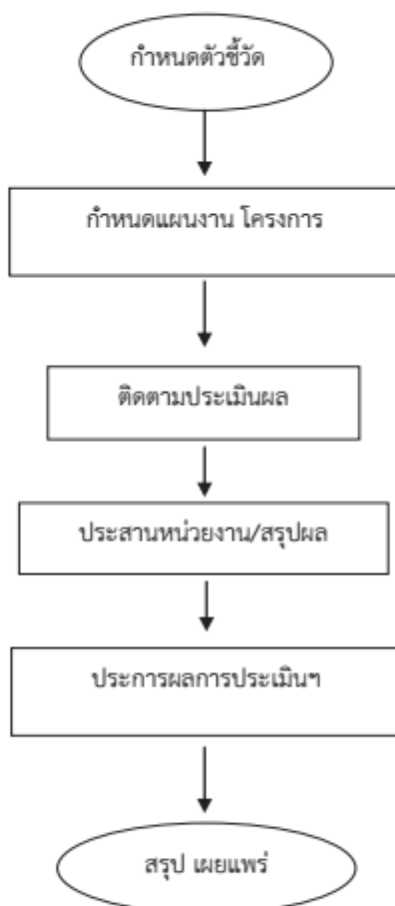 กำหนดตัวชี้วัด
กำหนดแผนงาน โครงการ
ติดตามประเมินผล
ประสานหน่วยงาน/สรุปผล
ประการผลการประเมินฯ
สรุป เผยแพร่